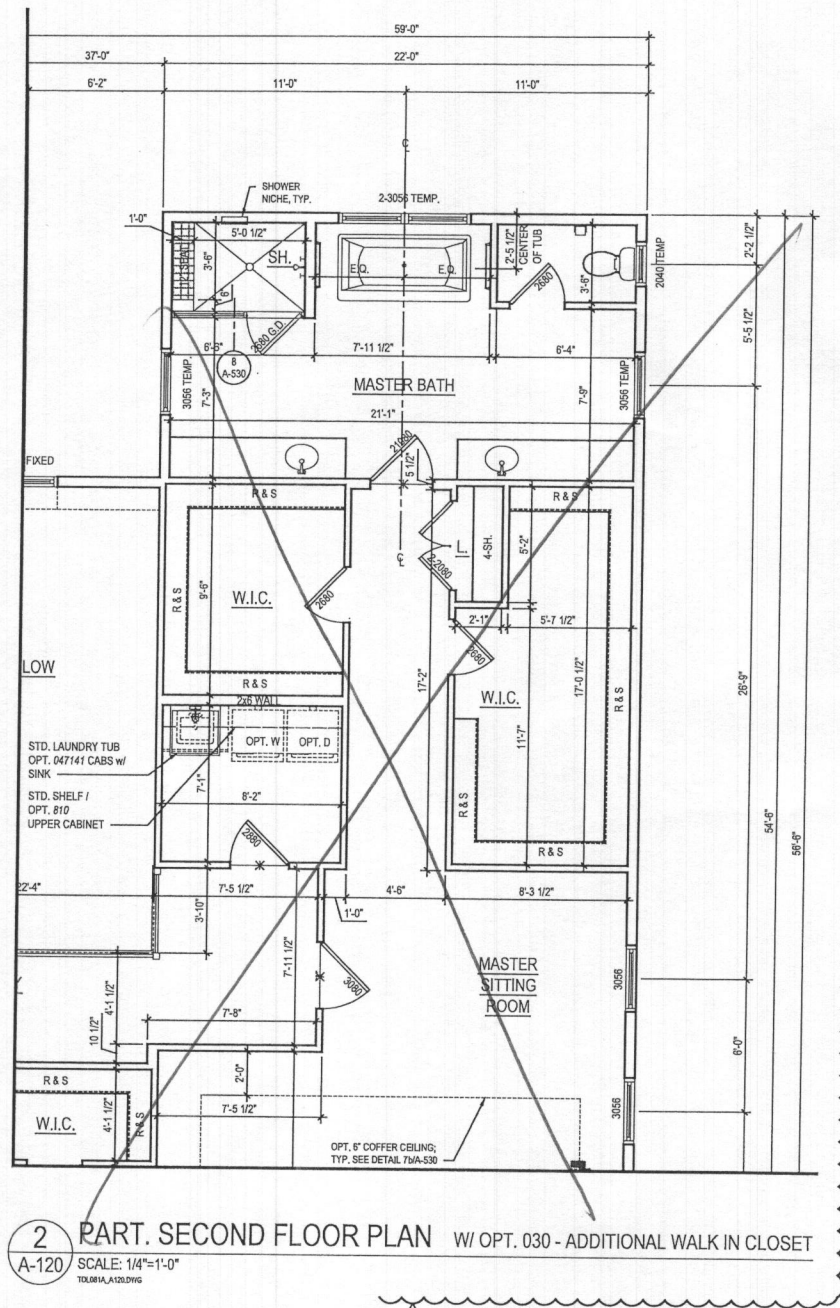 59'-0"
37'-0"
22'-0"
6'-2"
11'-0"
11'-0"
C L
SHOWER
NICHE, TYP.
2-3056 TEMP.
1'-0"
5'-0 1/2"
SH.
3'-6"
E.Q.
E.Q.
2'-5 1/2"
CENTER
OF TUB
2680
3'-6"
2040 TEMP
2'-2 1/2"
5'-5 1/2"
6'-6"
2680 G.D.
8
A-530
7'-11 1/2"
6'-4"
3056 TEMP.
7'-3"
MASTER BATH
7'-9"
3056 TEMP
21'-1"
FIXED
5 1/2"
R & S
R & S
C L
L.
4-SH.
5'-2"
2-2080
R & S
9'-6"
W.I.C.
2680
2'-1"
5'-7 1/2"
2680
LOW
R & S
17'-2"
W.I.C.
17'-0 1/2"
R & S
26'-9"
2x6 WALL
OPT. W
OPT. D
11'-7"
STD. LAUNDRY TUB
OPT. 047141 CABS w/
SINK
7'-1"
STD. SHELF /
OPT. 810
UPPER CABINET
8'-2"
R & S
54'-6"
56'-6"
2880
R & S
22'-4"
7'-5 1/2"
4'-6"
8'-3 1/2"
3'-10"
1'-0"
7'-11 1/2"
3080
MASTER
SITTING
ROOM
3056
4'-1 1/2"
7'-8"
10 1/2"
6'-0"
R & S
2'-0"
W.I.C.
4'-1 1/2"
R & S
7'-5 1/2"
3056
OPT. 6" COFFER CEILING;
TYP. SEE DETAIL 7b/A-530
2
A-120
PART. SECOND FLOOR PLAN W/ OPT. 030 - ADDITIONAL WALK IN CLOSET
SCALE: 1/4"=1'-0"
TOL081A_A120.DWG